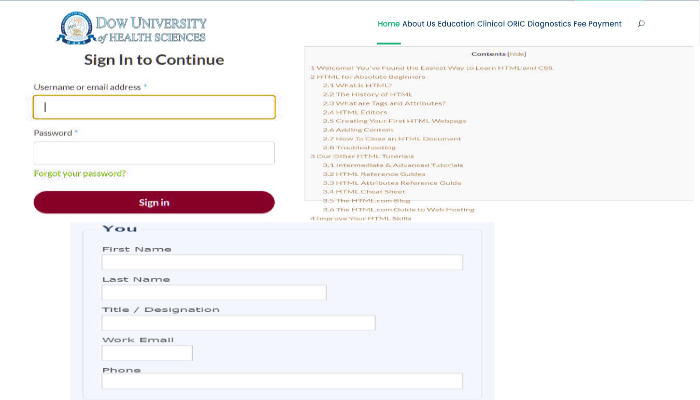 DOW UNIVERSITY
of HEALTH SCIENCES
Home About Us Education Clinical ORIC Diagnostics Fee Payment
Sign In to Continue
Username or email address *
Password *
Forgot your password?
Sign in
Contents [hide]
1 Welcome! You've Found the Easiest Way to Learn HTML and CSS.
2 HTML for Absolute Beginners
2.1 What is HTML?
2.2 The History of HTML
2.3 What are Tags and Attributes?
2.4 HTML Editors
2.5 Creating Your First HTML Webpage
2.6 Adding Content
2.7 How To Close an HTML Document
2.8 Troubleshooting
3 Our Other HTML Tutorials
3.1 Intermediate & Advanced Tutorials
3.2 HTML Reference Guides
3.3 HTML Attributes Reference Guide
3.4 HTML Cheat Sheet
3.5 The HTML.com Blog
3.6 The HTML.com Guide to Web Hosting
4 Improve Your HTML Skills
You
First Name
Last Name
Title / Designation
Work Email
Phone